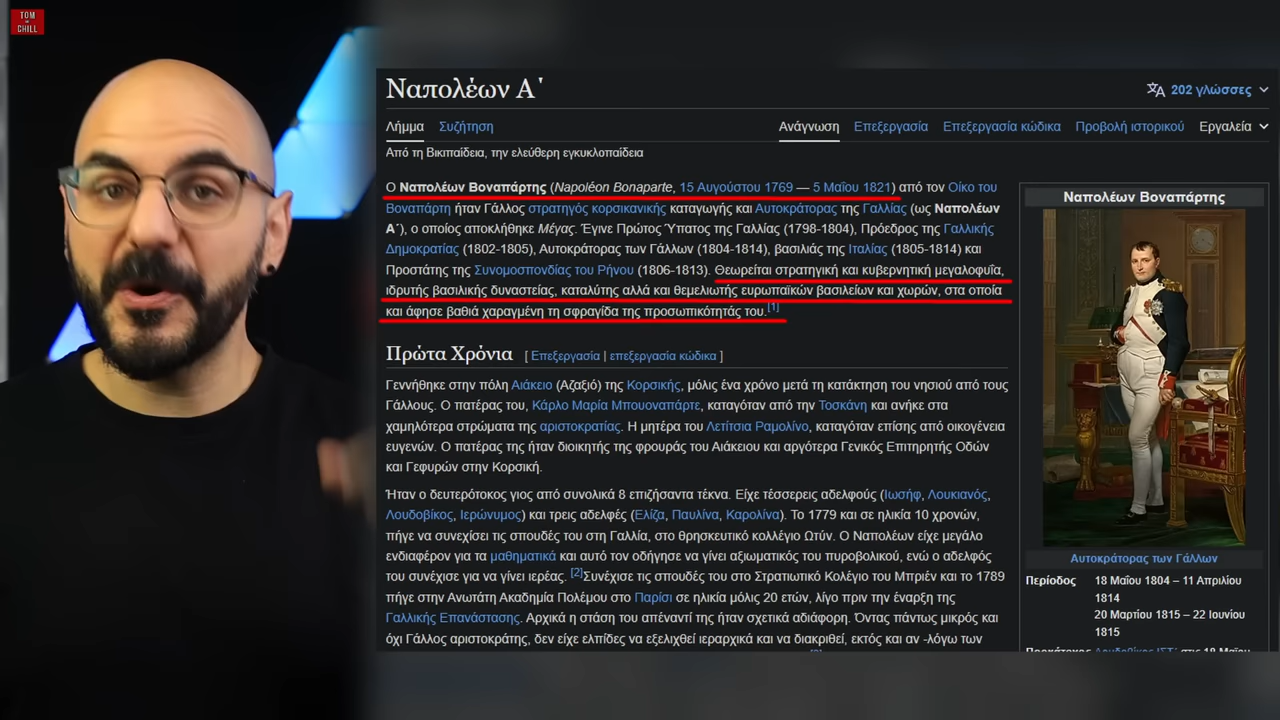 TOM
CHILL
Ναπολέων Α΄
202 γλώσσες
Λήμμα Συζήτηση Ανάγνωση Επεξεργασία Επεξεργασία κώδικα Προβολή ιστορικού Εργαλεία
Από τη Βικιπαίδεια, την ελεύθερη εγκυκλοπαίδεια
Ο Ναπολέων Βοναπάρτης (Napoléon Bonaparte, 15 Αυγούστου 1769 — 5 Μαΐου 1821) από τον Οίκο του
Βοναπάρτη ήταν Γάλλος στρατηγός κορσικανικής καταγωγής και Αυτοκράτορας της Γαλλίας (ως Ναπολέων
Α΄), ο οποίος αποκλήθηκε Μέγας. Έγινε Πρώτος Ύπατος της Γαλλίας (1798-1804), Πρόεδρος της Γαλλικής
Δημοκρατίας (1802-1805), Αυτοκράτορας των Γάλλων (1804-1814), βασιλιάς της Ιταλίας (1805-1814) και
Προστάτης της Συνομοσπονδίας του Ρήνου (1806-1813). Θεωρείται στρατηγική και κυβερνητική μεγαλοφυΐα,
ιδρυτής βασιλικής δυναστείας, καταλύτης αλλά και θεμελιωτής ευρωπαϊκών βασιλείων και χωρών, στα οποία
και άφησε βαθιά χαραγμένη τη σφραγίδα της προσωπικότητάς του.[1]
Πρώτα Χρόνια [ Επεξεργασία | επεξεργασία κώδικα ]
Γεννήθηκε στην πόλη Αιάκειο (Αζαξιό) της Κορσικής, μόλις ένα χρόνο μετά τη κατάκτηση του νησιού από τους
Γάλλους. Ο πατέρας του, Κάρλο Μαρία Μπουοναπάρτε, καταγόταν από την Τοσκάνη και ανήκε στα
χαμηλότερα στρώματα της αριστοκρατίας. Η μητέρα του Λετίτσια Ραμολίνο, καταγόταν επίσης από οικογένεια
ευγενών. Ο πατέρας της ήταν διοικητής της φρουράς του Αιάκειου και αργότερα Γενικός Επιτηρητής Οδών
και Γεφυρών στην Κορσική.
Ήταν ο δευτερότοκος γιος από συνολικά 8 επιζήσαντα τέκνα. Είχε τέσσερεις αδελφούς (Ιωσήφ, Λουκιανός,
Λουδοβίκος, Ιερώνυμος) και τρεις αδελφές (Ελίζα, Παυλίνα, Καρολίνα). Το 1779 και σε ηλικία 10 χρονών,
πήγε να συνεχίσει τις σπουδές του στη Γαλλία, στο θρησκευτικό κολλέγιο Ωτύν. Ο Ναπολέων είχε μεγάλο
ενδιαφέρον για τα μαθηματικά και αυτό τον οδήγησε να γίνει αξιωματικός του πυροβολικού, ενώ ο αδελφός
του συνέχισε για να γίνει ιερέας. [2]Συνέχισε τις σπουδές του στο Στρατιωτικό Κολέγιο του Μπριέν και το 1789
πήγε στην Ανωτάτη Ακαδημία Πολέμου στο Παρίσι σε ηλικία μόλις 20 ετών, λίγο πριν την έναρξη της
Γαλλικής Επανάστασης. Αρχικά η στάση του απέναντί της ήταν σχετικά αδιάφορη. Όντας πάντως μικρός και
όχι Γάλλος αριστοκράτης, δεν είχε ελπίδες να εξελιχθεί ιεραρχικά και να διακριθεί, εκτός και αν -λόγω των
Ναπολέων Βοναπάρτης
Αυτοκράτορας των Γάλλων
Περίοδος 18 Μαΐου 1804 – 11 Απριλίου
1814
20 Μαρτίου 1815 – 22 Ιουνίου
1815